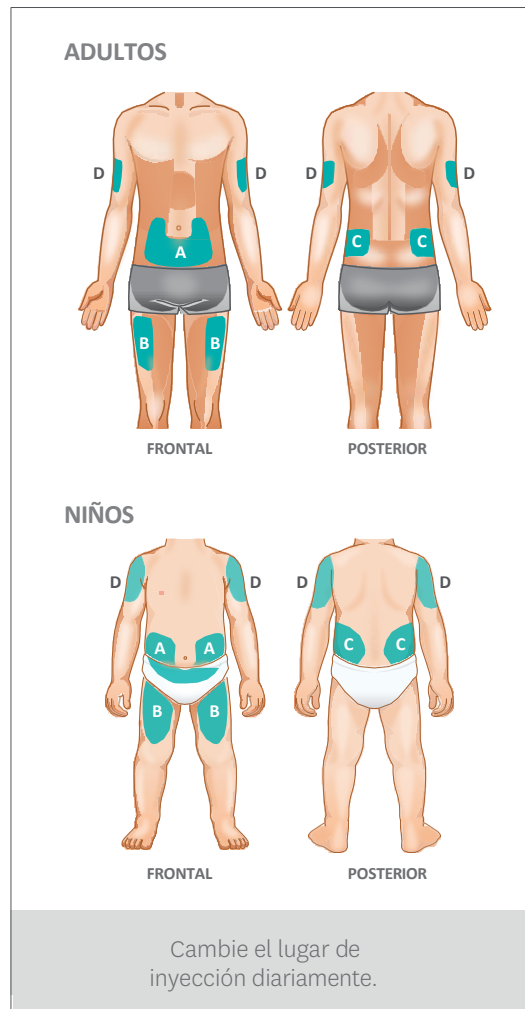 ADULTOS
D
D
D
D
A
C
C
B
B
FRONTAL
POSTERIOR
NIÑOS
D
D
D
D
A
A
C
C
B
B
FRONTAL
POSTERIOR
Cambie el lugar de
inyección diariamente.